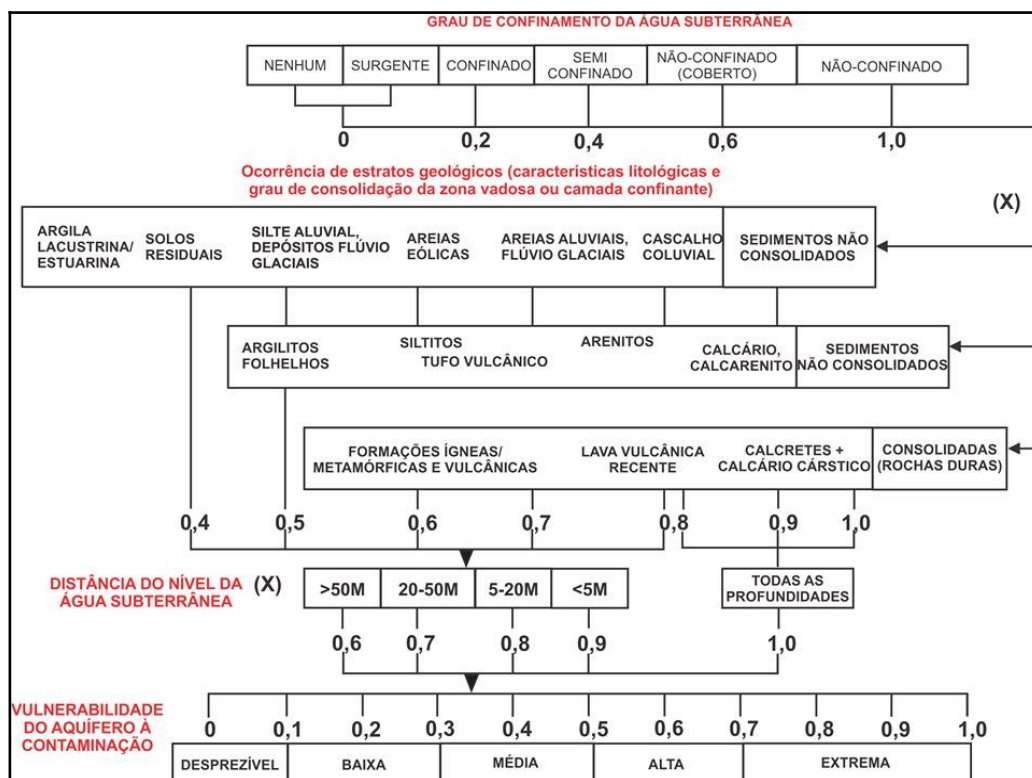 GRAU DE CONFINAMENTO DA ÁGUA SUBTERRÂNEA
NENHUM
SURGENTE
CONFINADO
SEMI
CONFINADO
NÃO-CONFINADO
(COBERTO)
NÃO-CONFINADO
0
0,2
0,4
0,6
1,0
Ocorrência de estratos geológicos (características litológicas e
grau de consolidação da zona vadosa ou camada confinante)
(X)
ARGILA
LACUSTRINA/
ESTUARINA
SOLOS
RESIDUAIS
SILTE ALUVIAL,
DEPÓSITOS FLÚVIO
GLACIAIS
AREIAS
EÓLICAS
AREIAS ALUVIAIS,
FLÚVIO GLACIAIS
CASCALHO
COLUVIAL
SEDIMENTOS NÃO
CONSOLIDADOS
ARGILITOS
FOLHELHOS
SILTITOS
TUFO VULCÂNICO
ARENITOS
CALCÁRIO,
CALCARENITO
SEDIMENTOS
NÃO CONSOLIDADOS
FORMAÇÕES ÍGNEAS/
METAMÓRFICAS E VULCÂNICAS
LAVA VULCÂNICA
RECENTE
CALCRETES +
CALCÁRIO CÁRSTICO
CONSOLIDADAS
(ROCHAS DURAS)
0,4
0,5
0,6
0,7
0,8
0,9
1,0
DISTÂNCIA DO NÍVEL DA
ÁGUA SUBTERRÂNEA
(X)
>50M
20-50M
5-20M
<5M
TODAS AS
PROFUNDIDADES
0,6
0,7
0,8
0,9
1,0
VULNERABILIDADE
DO AQUÍFERO À
CONTAMINAÇÃO
0
0,1
0,2
0,3
0,4
0,5
0,6
0,7
0,8
0,9
1,0
DESPREZÍVEL
BAIXA
MÉDIA
ALTA
EXTREMA